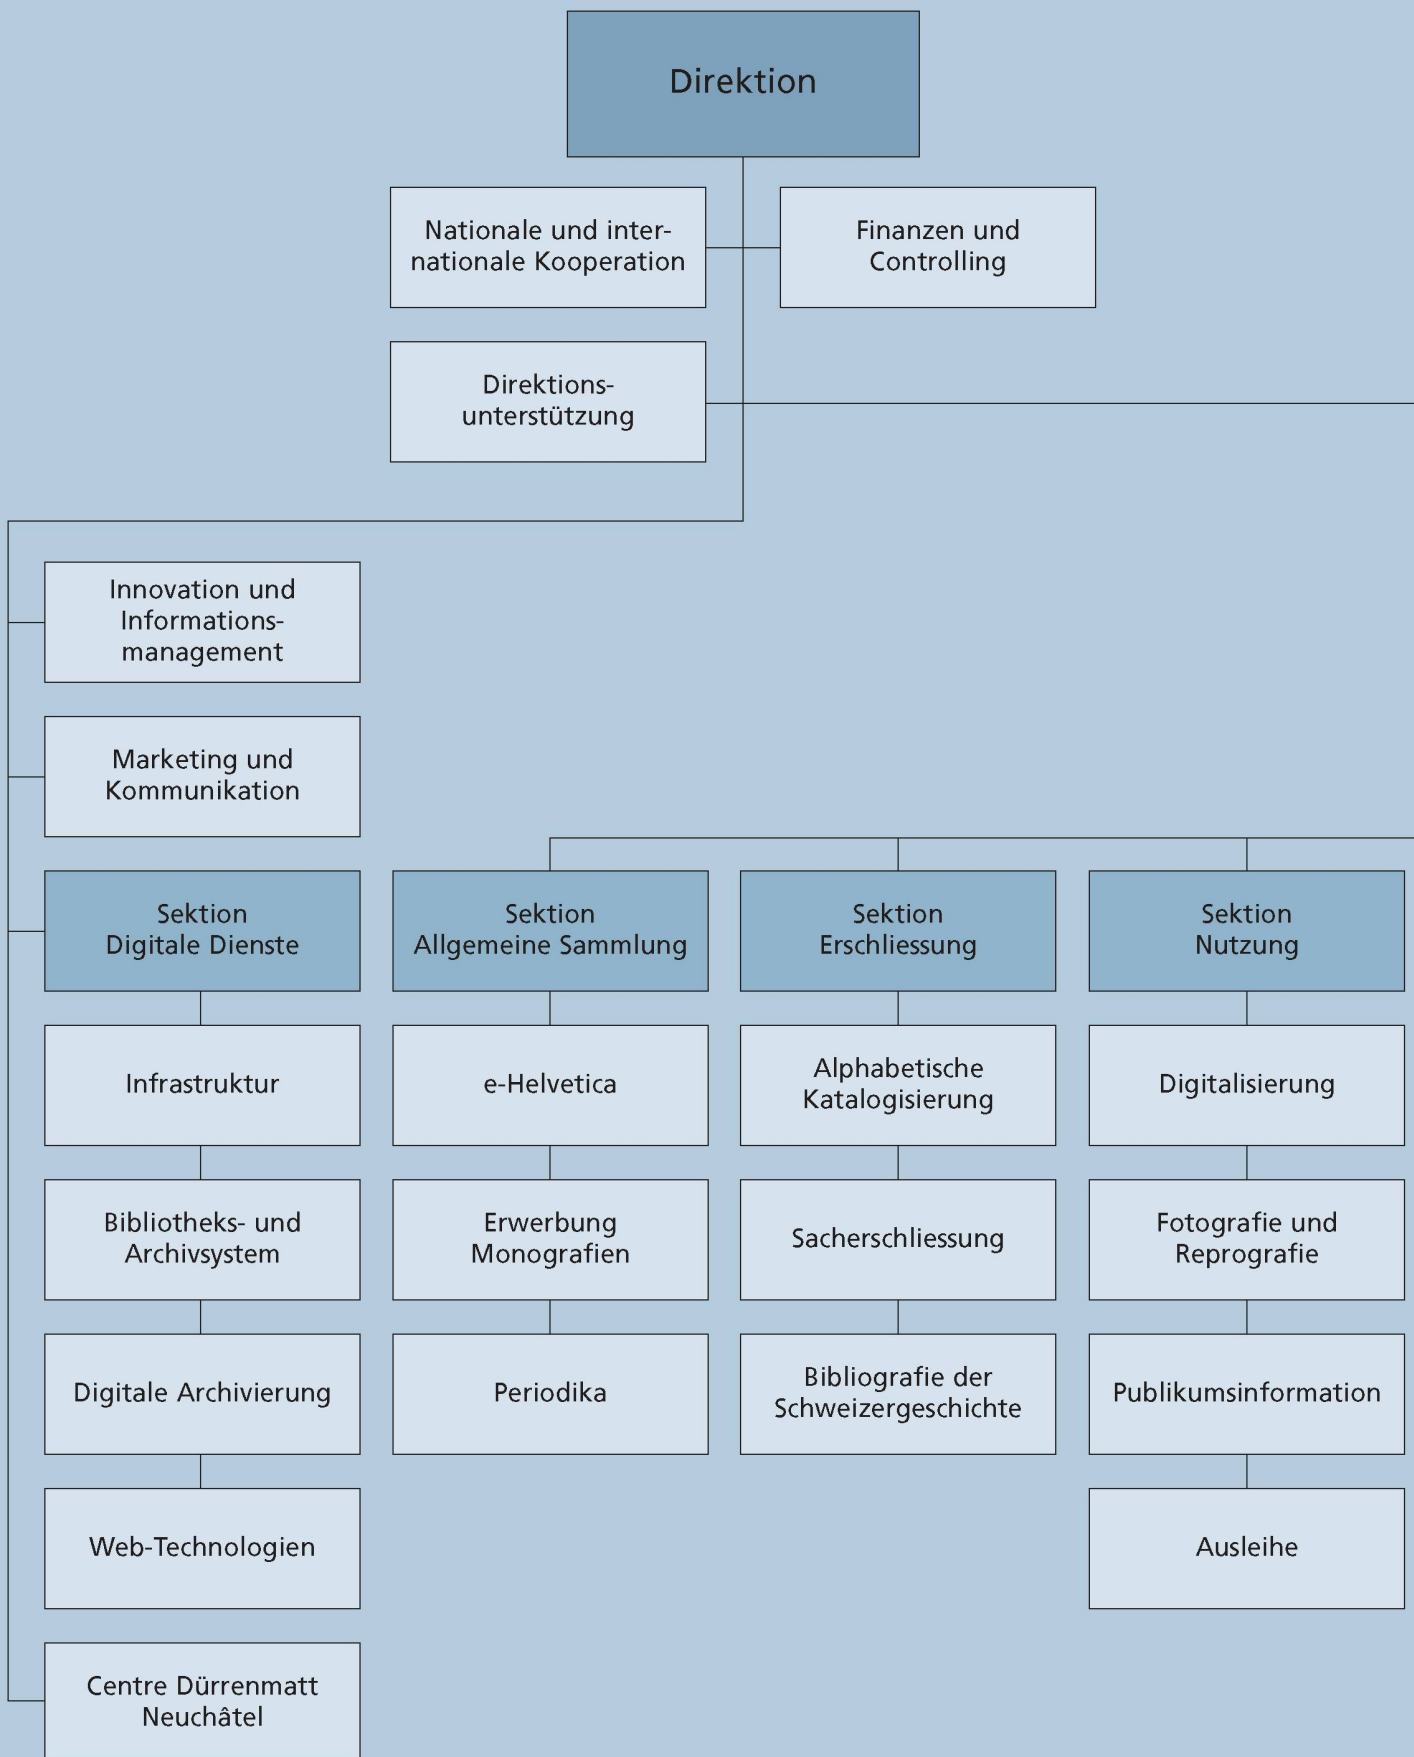 Direktion
Nationale und inter-
nationale Kooperation
Finanzen und
Controlling
Direktions-
unterstützung
Innovation und
Informations-
management
Marketing und
Kommunikation
Sektion
Digitale Dienste
Infrastruktur
Bibliotheks- und
Archivsystem
Digitale Archivierung
Web-Technologien
Centre Dürrenmatt
Neuchâtel
Sektion
Allgemeine Sammlung
e-Helvetica
Erwerbung
Monografien
Periodika
Sektion
Erschliessung
Alphabetische
Katalogisierung
Sacherschliessung
Bibliografie der
Schweizergeschichte
Sektion
Nutzung
Digitalisierung
Fotografie und
Reprografie
Publikumsinformation
Ausleihe